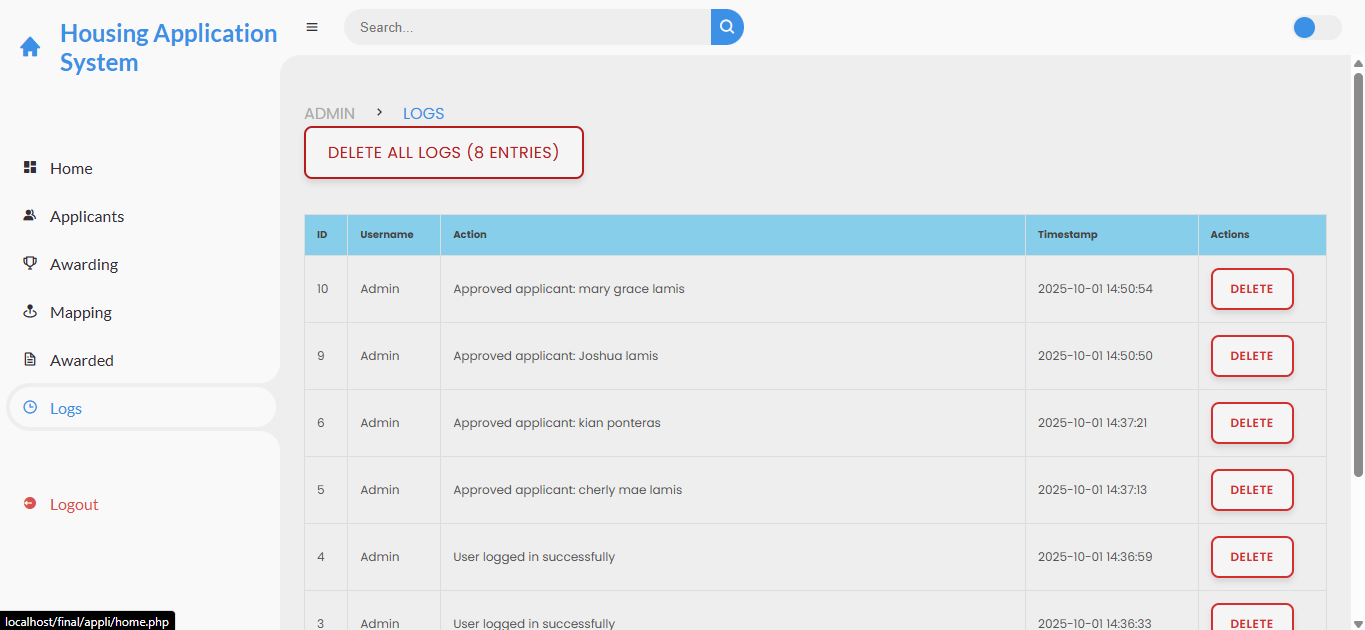 Housing Application
System
Search...
Home
Applicants
Awarding
Mapping
Awarded
Logs
Logout
ADMIN > LOGS
DELETE ALL LOGS (8 ENTRIES)
ID Username Action Timestamp Actions
10 Admin Approved applicant: mary grace lamis 2025-10-01 14:50:54 DELETE
9 Admin Approved applicant: Joshua lamis 2025-10-01 14:50:50 DELETE
6 Admin Approved applicant: kian ponteras 2025-10-01 14:37:21 DELETE
5 Admin Approved applicant: cherly mae lamis 2025-10-01 14:37:13 DELETE
4 Admin User logged in successfully 2025-10-01 14:36:59 DELETE
3 Admin User logged in successfully 2025-10-01 14:36:33 DELETE
localhost/final/appli/home.php